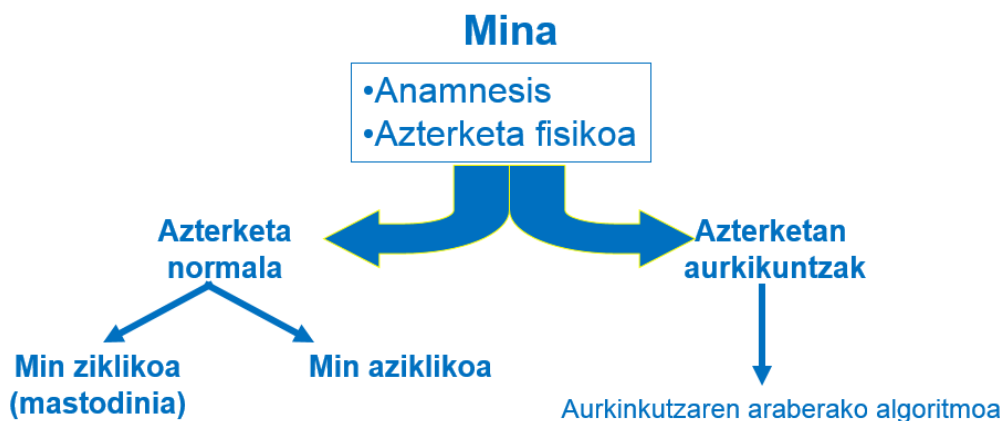 Mina
•Anamnesis
•Azterketa fisikoa
Azterketa
normala
Azterketan
aurkikuntzak
Min ziklikoa
(mastodinia)
Min aziklikoa
Aurkinkutzaren araberako algoritmoa